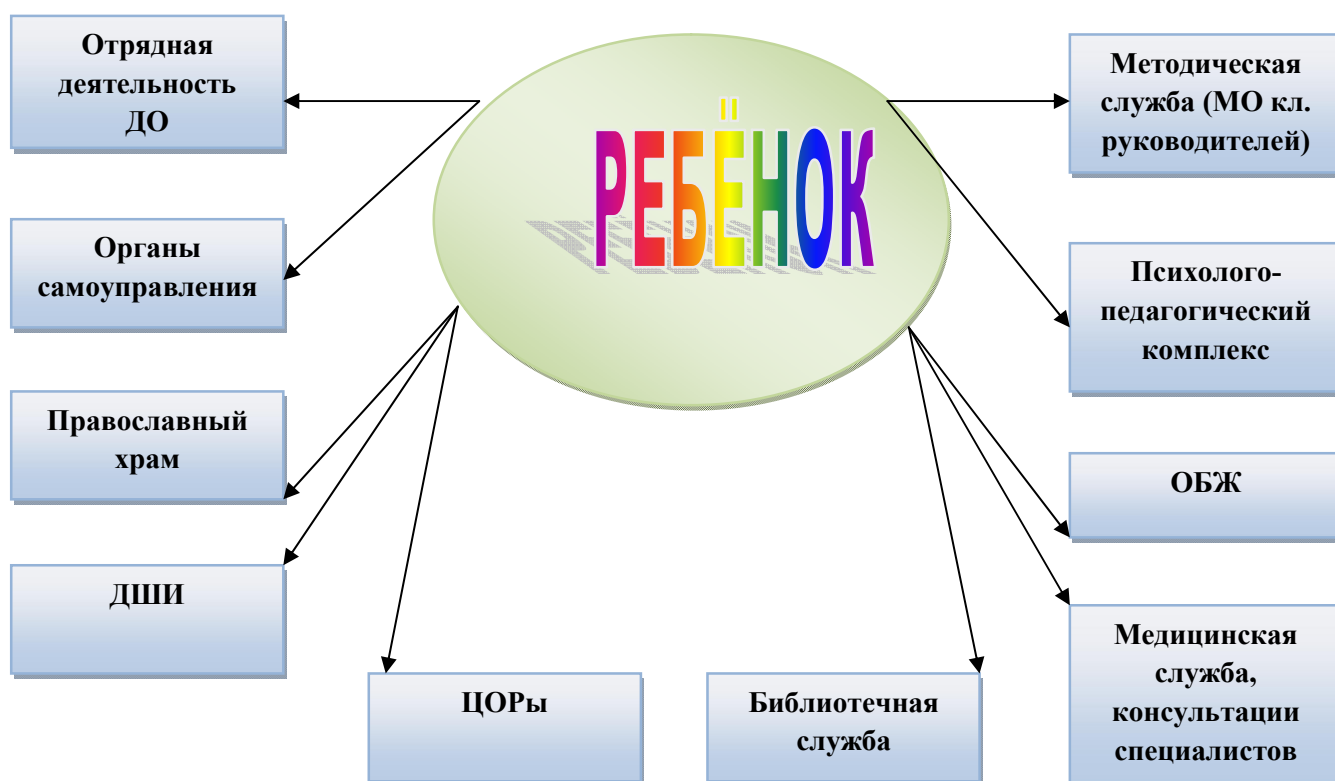 Отрядная
деятельность
ДО
Методическая
служба (МО кл.
руководителей)
РЕБЁНОК
Органы
самоуправления
Психолого-
педагогический
комплекс
Православный
храм
ОБЖ
ДШИ
Медицинская
служба,
консультации
специалистов
ЦОРы
Библиотечная
служба